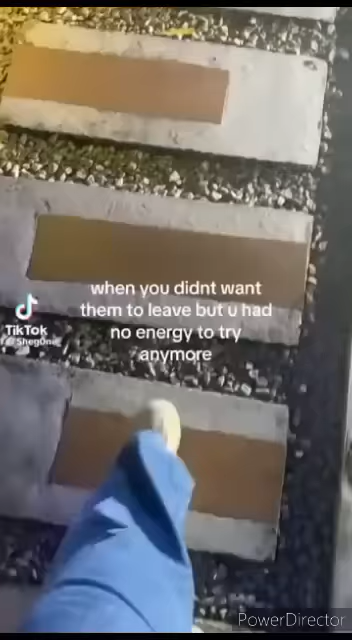 when you didnt want
them to leave but u had
no energy to try
anymore
TikTok
PowerDirector